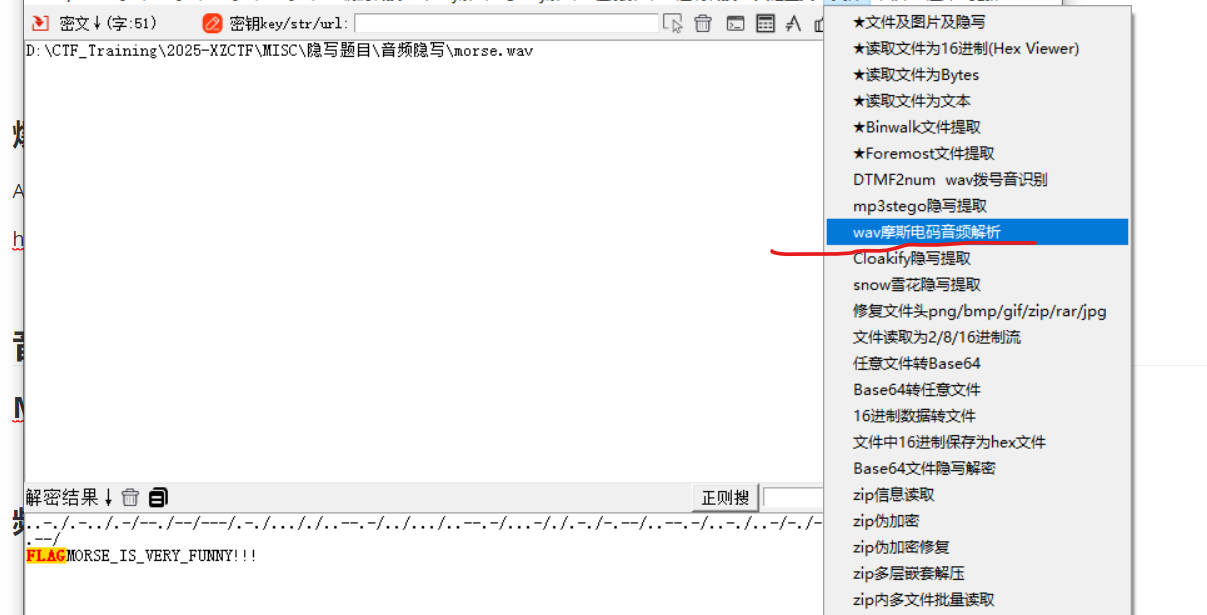 密文↓(字:51)
密钥key/str/url:
D:\CTF_Training\2025-XZCTF\MISC\隐写题目\音频隐写\morse.wav
★文件及图片及隐写
★读取文件为16进制(Hex Viewer)
★读取文件为Bytes
★读取文件为文本
★Binwalk文件提取
★Foremost文件提取
DTMF2num wav拨号音识别
mp3stego隐写提取
wav摩斯电码音频解析
Cloakify隐写提取
snow雪花隐写提取
修复文件头png/bmp/gif/zip/rar/jpg
文件读取为2/8/16进制流
任意文件转Base64
Base64转任意文件
16进制数据转文件
文件中16进制保存为hex文件
Base64文件隐写解密
zip信息读取
zip伪加密
zip伪加密修复
zip多层嵌套解压
zip内多文件批量读取
解密结果↓
正则搜
..-./.-../.-/--./--/---/.-./..././..--.-/../.../..--.-/...-/./.-./-.--/..--.-/..-./..-/-./-
.--/
FLAGMORSE_IS_VERY_FUNNY!!!